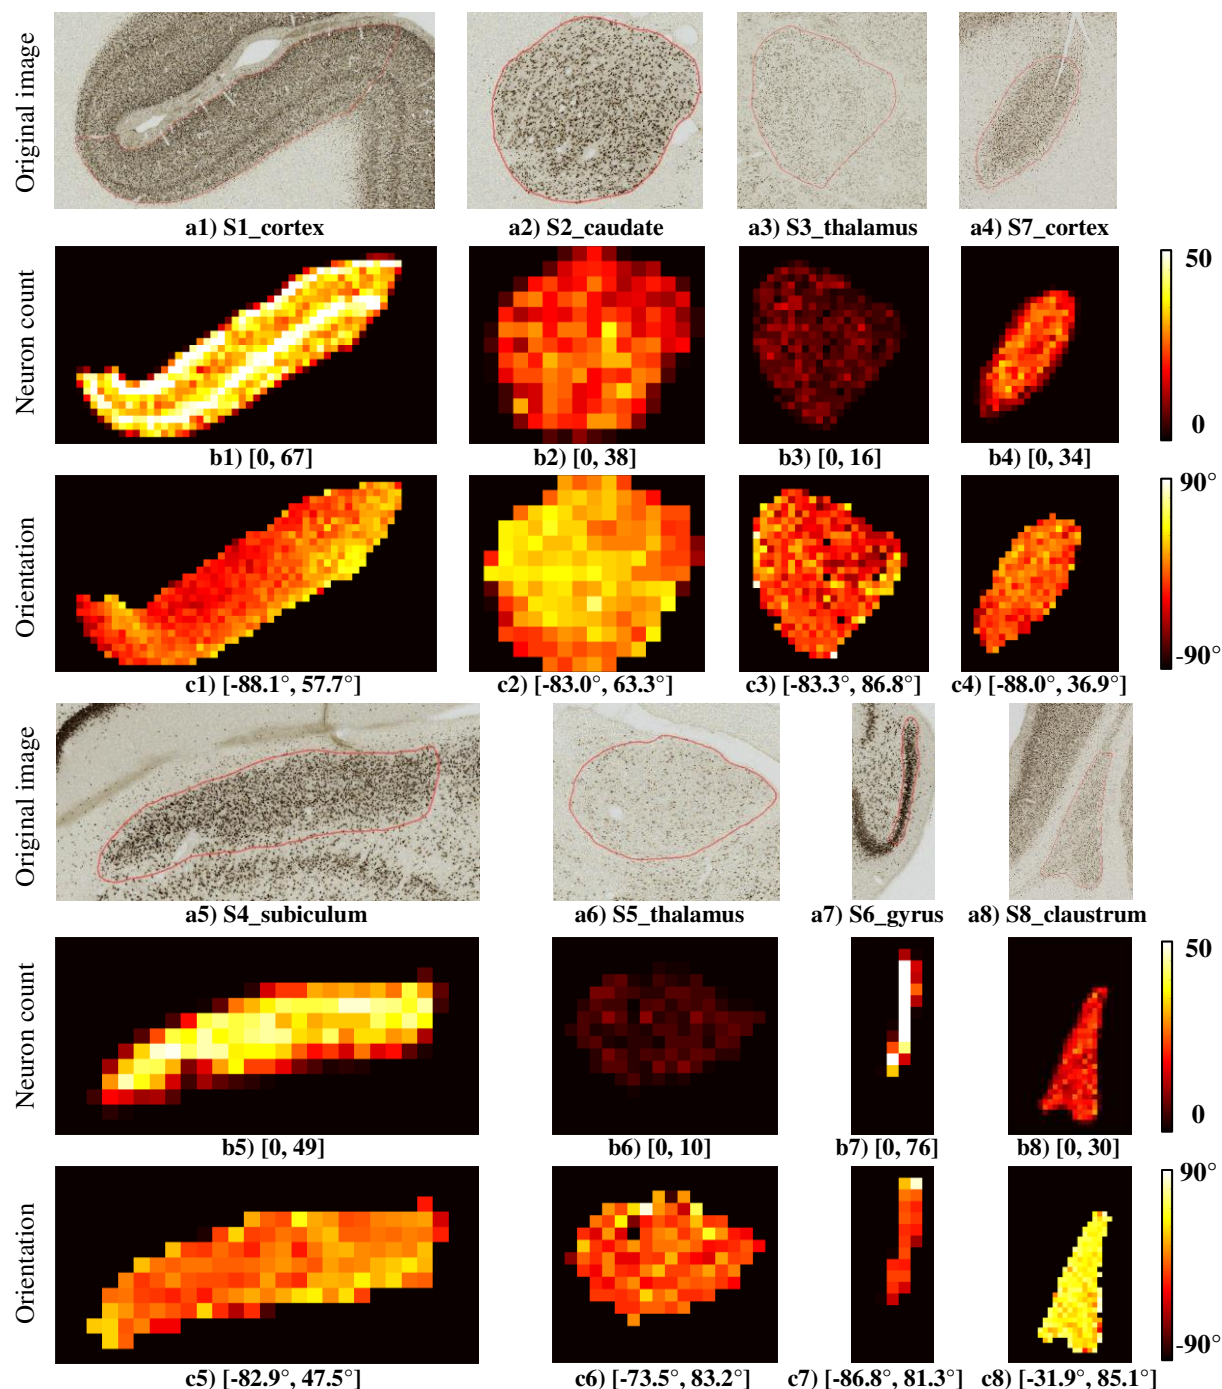 Original image
a1) S1_cortex
a2) S2_caudate
a3) S3_thalamus
a4) S7_cortex
Neuron count
50
0
b1) [0, 67]
b2) [0, 38]
b3) [0, 16]
b4) [0, 34]
Orientation
90°
-90°
c1) [-88.1°, 57.7°]
c2) [-83.0°, 63.3°]
c3) [-83.3°, 86.8°]
c4) [-88.0°, 36.9°]
Original image
a5) S4_subiculum
a6) S5_thalamus
a7) S6_gyrus
a8) S8_claustrum
Neuron count
50
0
b5) [0, 49]
b6) [0, 10]
b7) [0, 76]
b8) [0, 30]
Orientation
90°
-90°
c5) [-82.9°, 47.5°]
c6) [-73.5°, 83.2°]
c7) [-86.8°, 81.3°]
c8) [-31.9°, 85.1°]